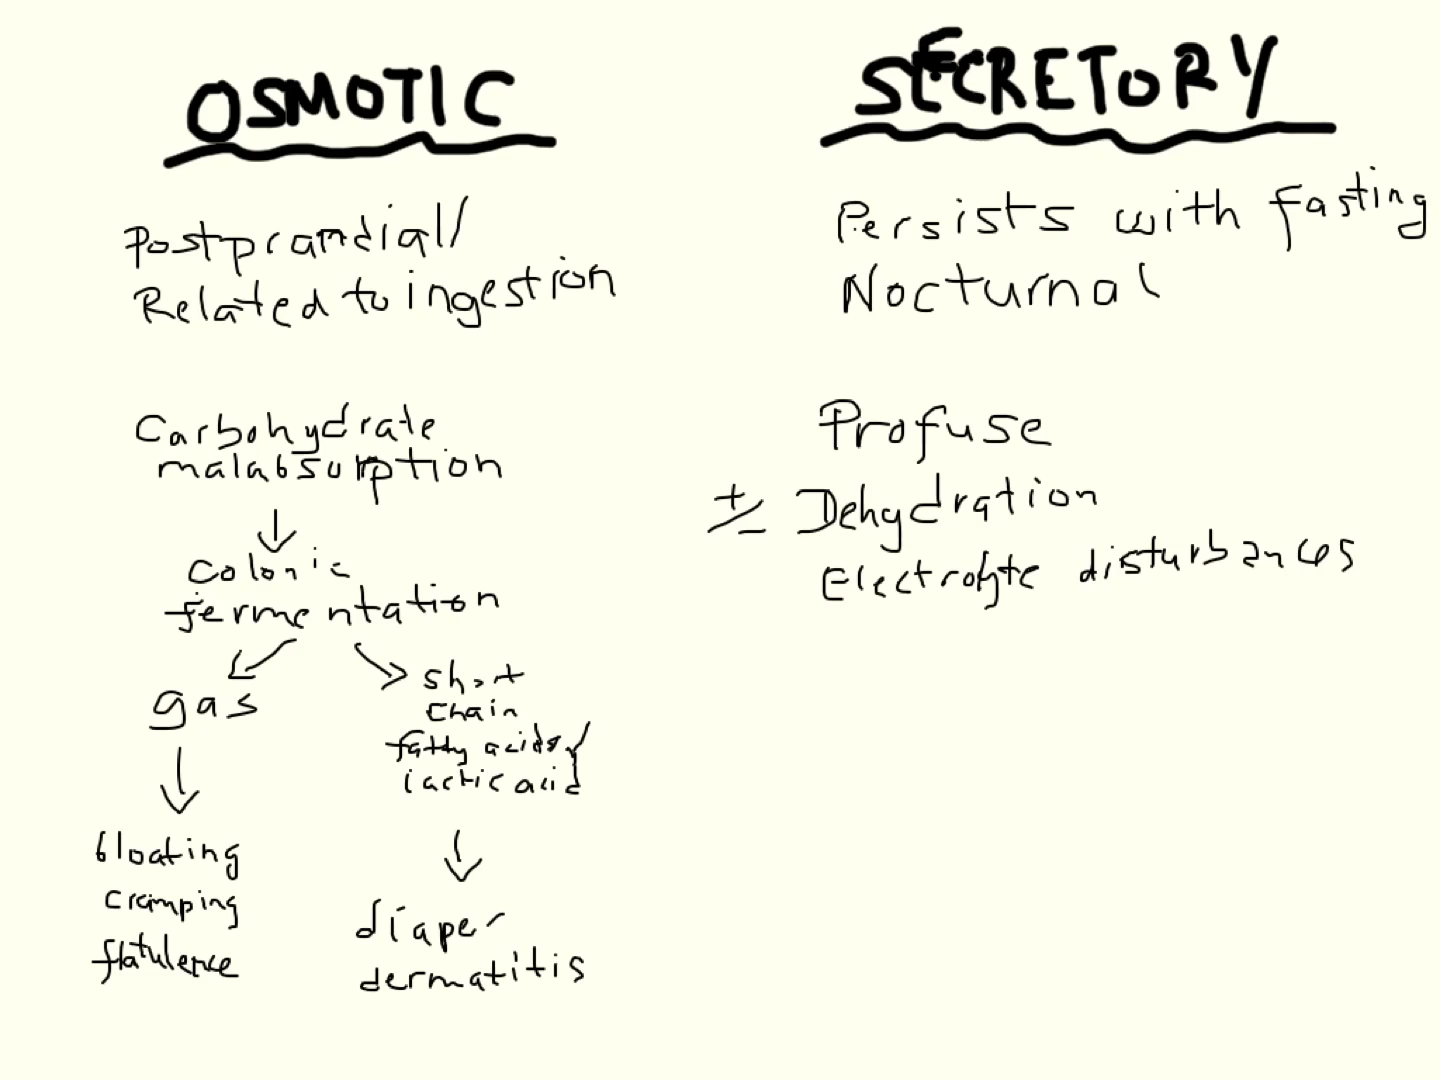 OSMOTIC
Postprandial/
Related to ingestion
Carbohydrate
malabsorption
↓
Colonic
fermentation
gas
↓
bloating
cramping
flatulence
short
chain
fatty acids/
lactic acid
↓
diaper
dermatitis
SECRETORY
Persists with fasting
Nocturnal
Profuse
+/- Dehydration
Electrolyte disturbances